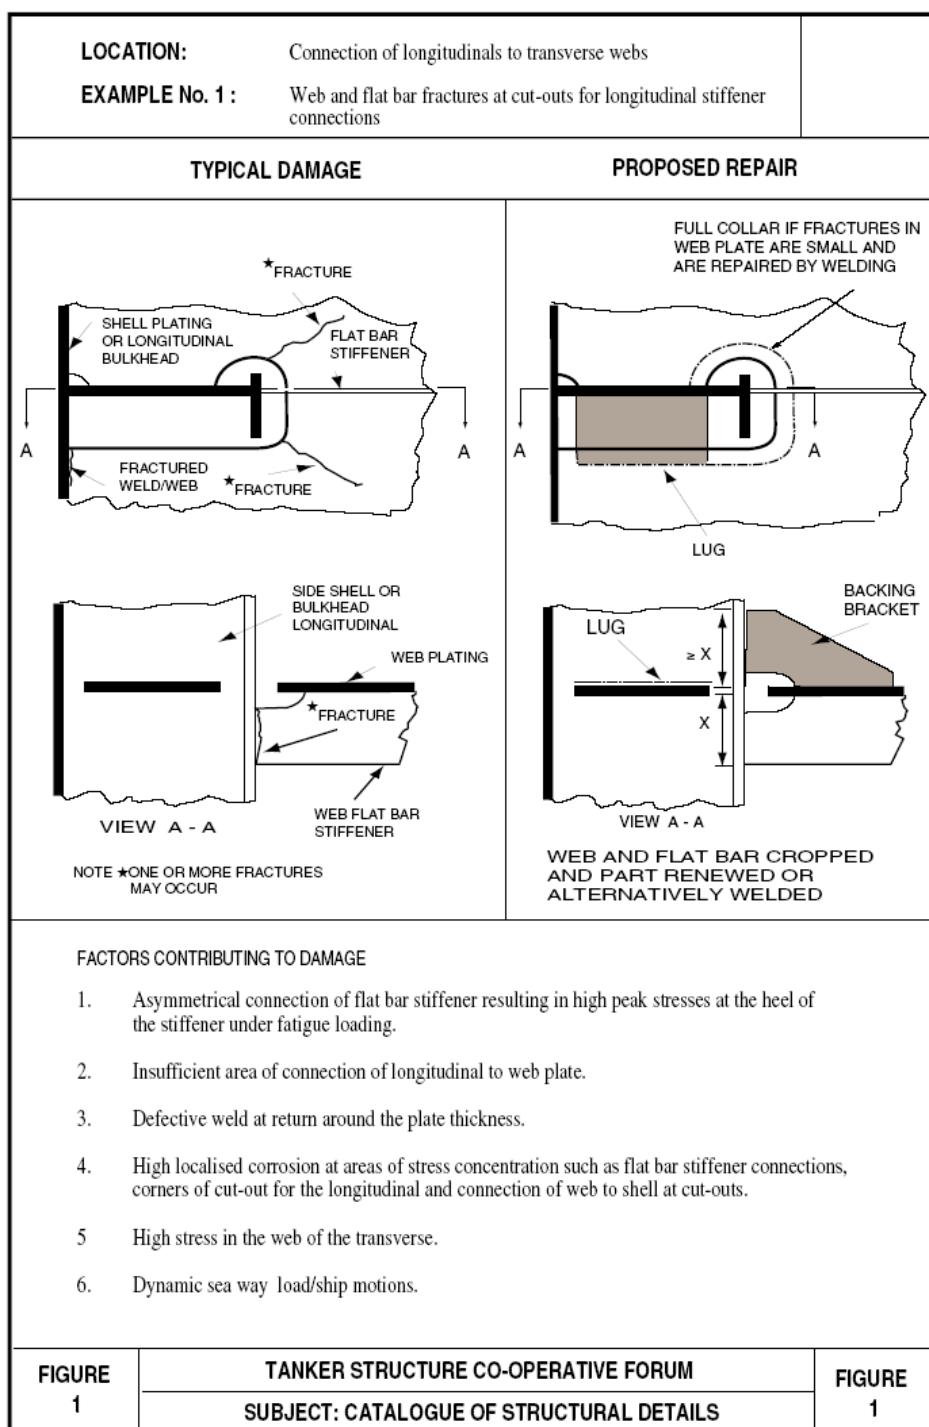 LOCATION: Connection of longitudinals to transverse webs
EXAMPLE No. 1 : Web and flat bar fractures at cut-outs for longitudinal stiffener
connections
TYPICAL DAMAGE
PROPOSED REPAIR
★FRACTURE
SHELL PLATING
OR LONGITUDINAL
BULKHEAD
FLAT BAR
STIFFENER
A
A
FRACTURED
WELD/WEB
★FRACTURE
SIDE SHELL OR
BULKHEAD
LONGITUDINAL
WEB PLATING
★FRACTURE
WEB FLAT BAR
STIFFENER
VIEW A - A
NOTE ★ONE OR MORE FRACTURES
MAY OCCUR
FULL COLLAR IF FRACTURES IN
WEB PLATE ARE SMALL AND
ARE REPAIRED BY WELDING
A
A
LUG
BACKING
BRACKET
LUG
≥ X
X
VIEW A - A
WEB AND FLAT BAR CROPPED
AND PART RENEWED OR
ALTERNATIVELY WELDED
FACTORS CONTRIBUTING TO DAMAGE
1. Asymmetrical connection of flat bar stiffener resulting in high peak stresses at the heel of
the stiffener under fatigue loading.
2. Insufficient area of connection of longitudinal to web plate.
3. Defective weld at return around the plate thickness.
4. High localised corrosion at areas of stress concentration such as flat bar stiffener connections,
corners of cut-out for the longitudinal and connection of web to shell at cut-outs.
5 High stress in the web of the transverse.
6. Dynamic sea way load/ship motions.
FIGURE
1
TANKER STRUCTURE CO-OPERATIVE FORUM
SUBJECT: CATALOGUE OF STRUCTURAL DETAILS
FIGURE
1